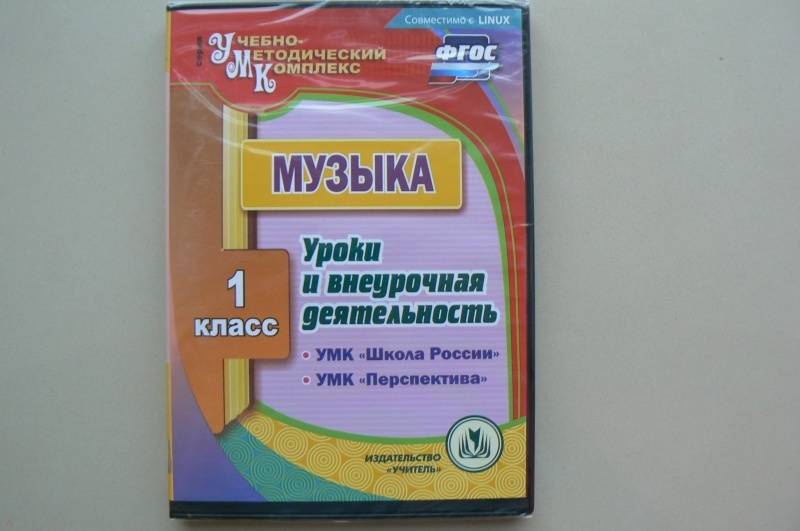 Совместимо с LINUX
серия
Учебно-
Методический
Комплекс
ФГОС
МУЗЫКА
Уроки
и внеурочная
деятельность
1
класс
• УМК «Школа России»
• УМК «Перспектива»
ИЗДАТЕЛЬСТВО
«УЧИТЕЛЬ»